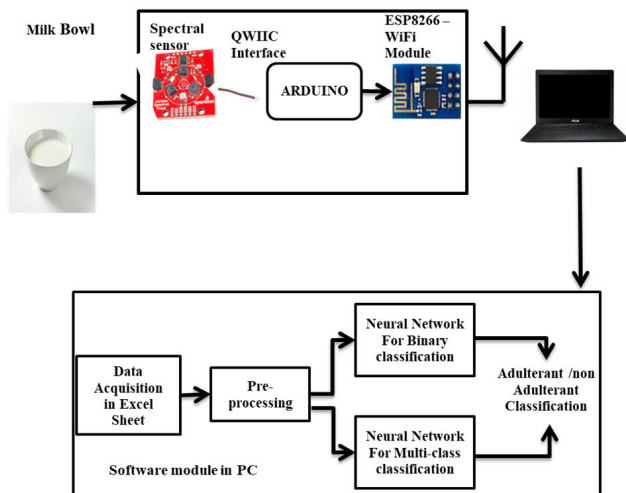 Milk Bowl
Spectral
sensor
QWIIC
Interface
ESP8266 –
WiFi
Module
ARDUINO
Data
Acquisition
in Excel
Sheet
Pre-
processing
Neural Network
For Binary
classification
Neural Network
For Multi-class
classification
Adulterant /non
Adulterant
Classification
Software module in PC